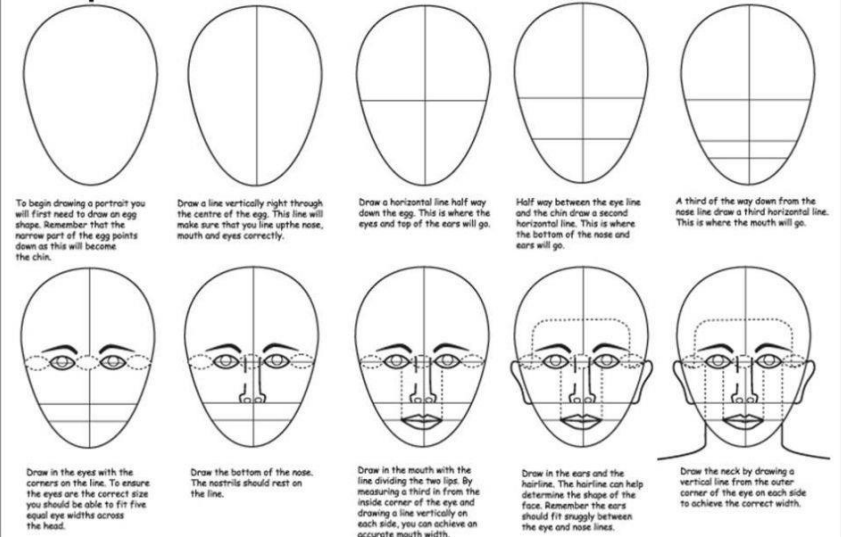 To begin drawing a portrait you
will first need to draw an egg
shape. Remember that the
narrow part of the egg points
down as this will become
the chin.
Draw a line vertically right through
the centre of the egg. This line will
make sure that you line upthe nose,
mouth and eyes correctly.
Draw a horizontal line half way
down the egg. This is where the
eyes and top of the ears will go.
Half way between the eye line
and the chin draw a second
horizontal line. This is where
the bottom of the nose and
ears will go.
A third of the way down from the
nose line draw a third horizontal line.
This is where the mouth will go.
Draw in the eyes with the
corners on the line. To ensure
the eyes are the correct size
you should be able to fit five
equal eye widths across
the head.
Draw the bottom of the nose.
The nostrils should rest on
the line.
Draw in the mouth with the
line dividing the two lips. By
measuring a third in from the
inside corner of the eye and
drawing a line vertically on
each side, you can achieve an
accurate mouth width.
Draw in the ears and the
hairline. The hairline can help
determine the shape of the
face. Remember the ears
should fit snuggly between
the eye and nose lines.
Draw the neck by drawing a
vertical line from the outer
corner of the eye on each side
to achieve the correct width.